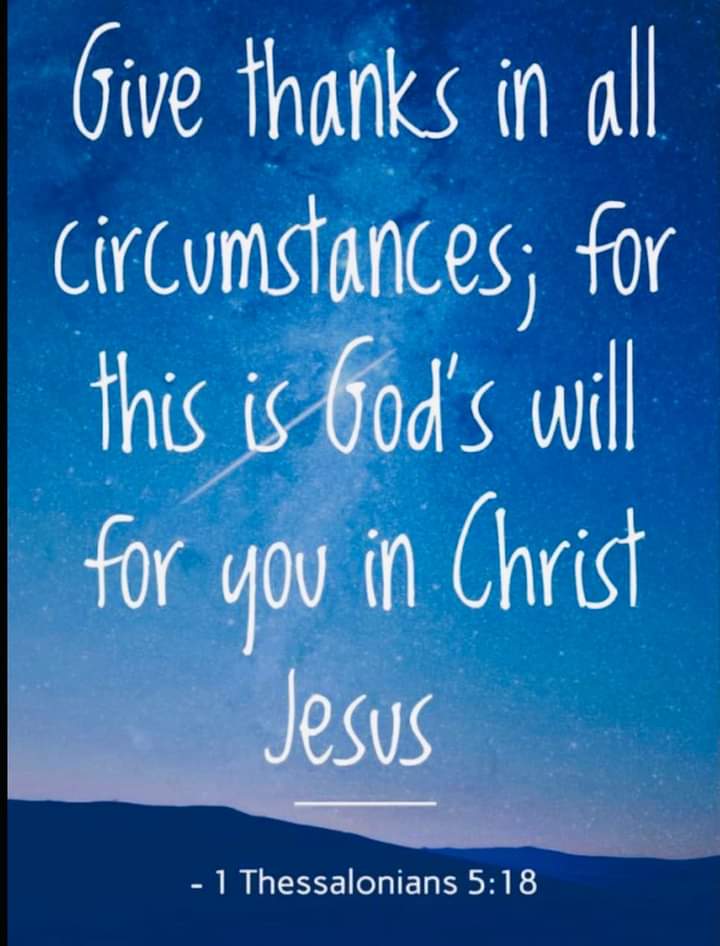 Give thanks in all
circumstances; for
this is God's will
for you in Christ
Jesus
- 1 Thessalonians 5:18